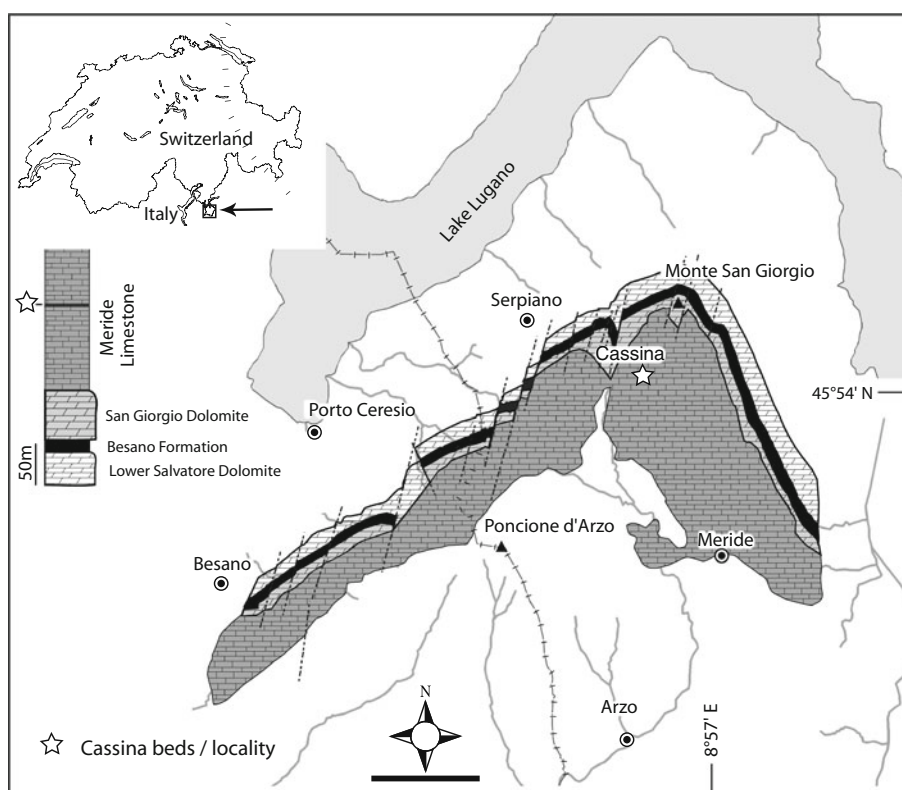 Switzerland
Italy
Lake Lugano
Monte San Giorgio
Serpiano
Cassina
45°54' N
Meride
Limestone
San Giorgio Dolomite
Besano Formation
Lower Salvatore Dolomite
50m
Porto Ceresio
Poncione d'Arzo
Meride
Besano
Arzo
8°57' E
N
Cassina beds / locality